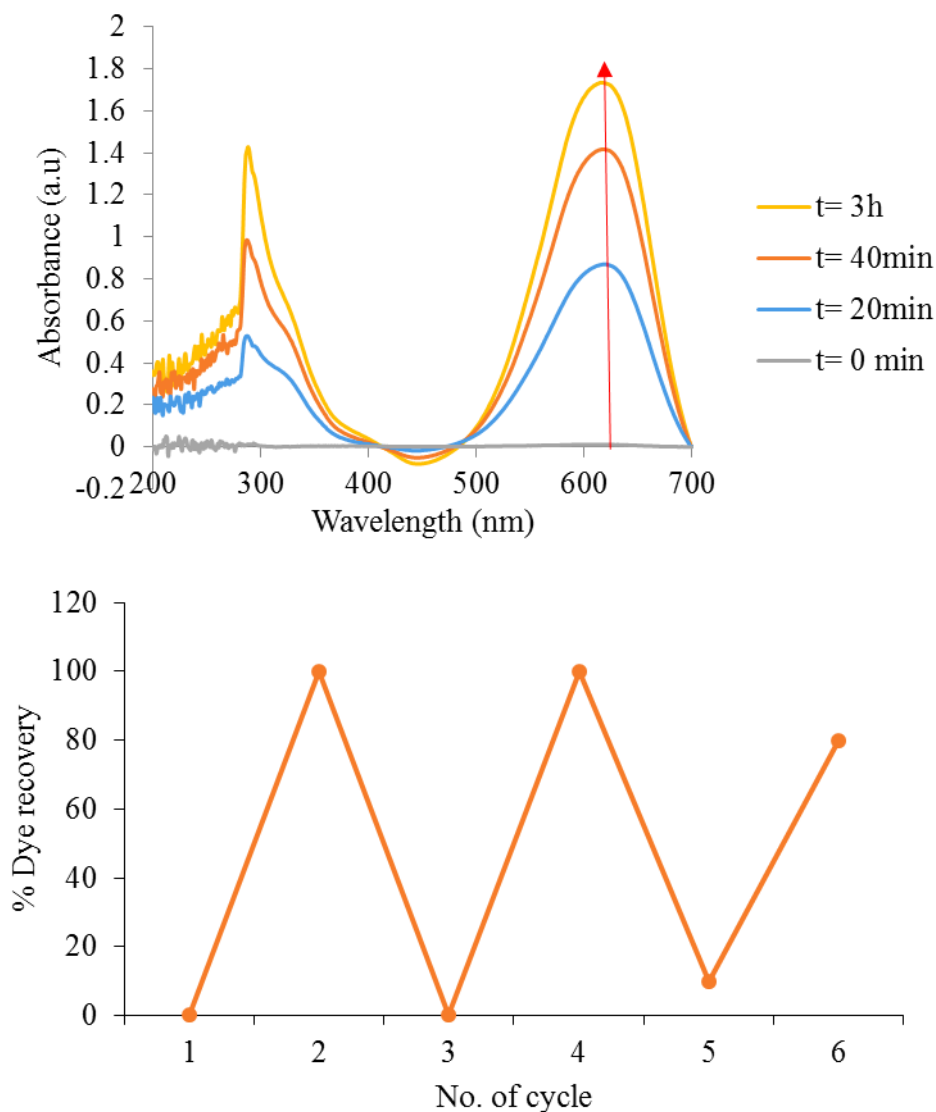 2
1.8
1.6
1.4
1.2
1
0.8
0.6
0.4
0.2
0
-0.2
Absorbance (a.u)
200 300 400 500 600 700
Wavelength (nm)
t= 3h
t= 40min
t= 20min
t= 0 min
120
100
80
60
40
20
0
% Dye recovery
1 2 3 4 5 6
No. of cycle